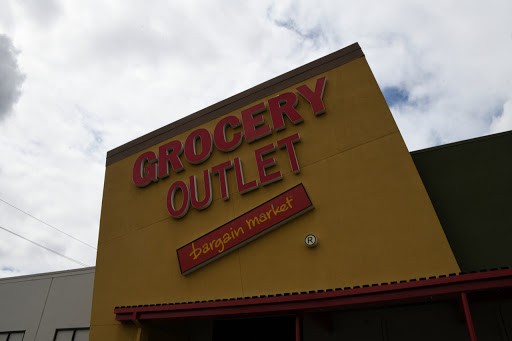 GROCERY
OUTLET
bargain market
®